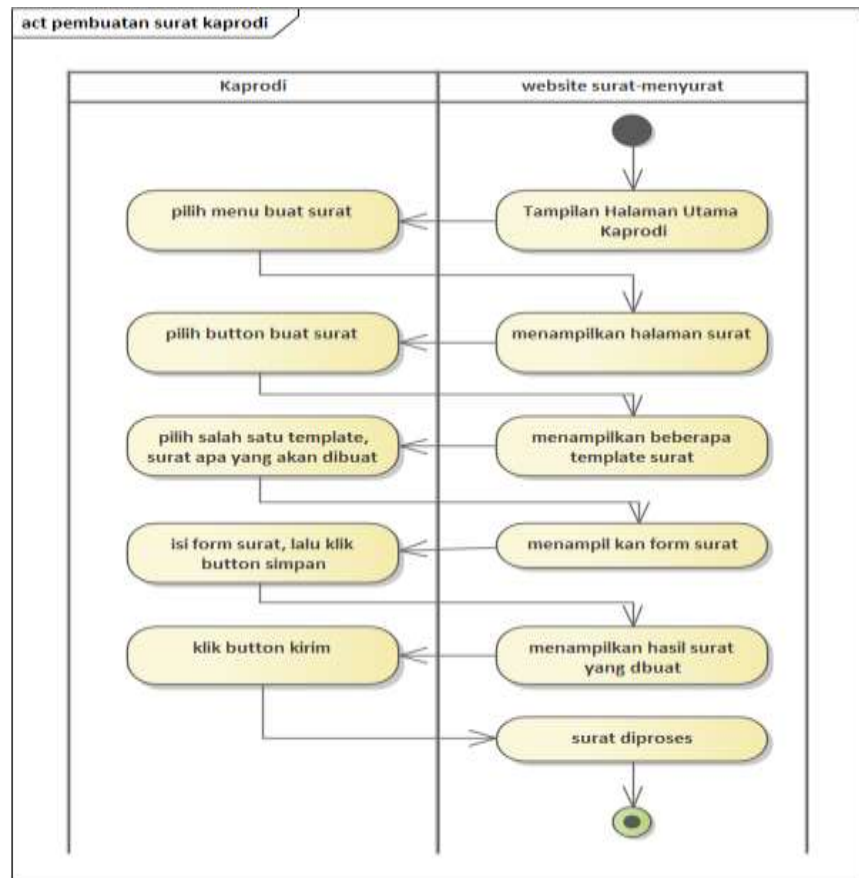 act pembuatan surat kaprodi
Kaprodi
website surat-menyurat
Tampilan Halaman Utama
Kaprodi
pilih menu buat surat
menampilkan halaman surat
pilih button buat surat
menampilkan beberapa
template surat
pilih salah satu template,
surat apa yang akan dibuat
menampil kan form surat
isi form surat, lalu klik
button simpan
menampilkan hasil surat
yang dbuat
klik button kirim
surat diproses